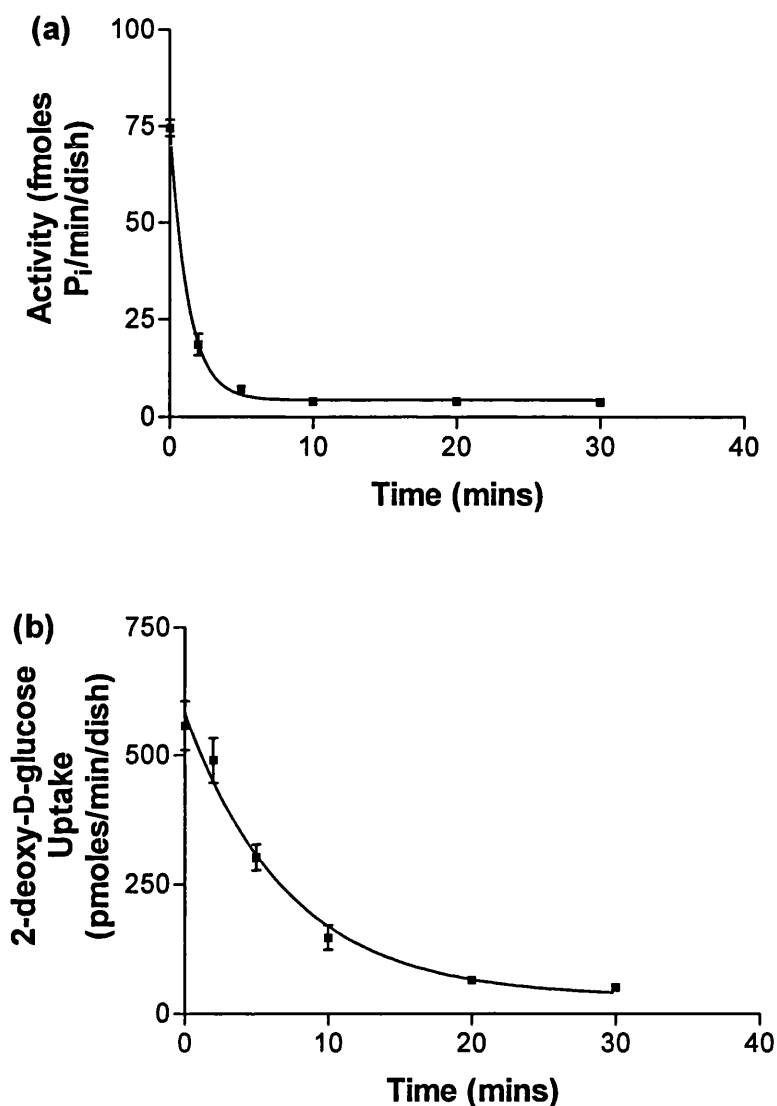 (a)
100
75
50
25
0
Activity (fmoles
Pi/min/dish)
0 10 20 30 40
Time (mins)
(b)
750
500
250
0
2-deoxy-D-glucose
Uptake
(pmoles/min/dish)
0 10 20 30 40
Time (mins)